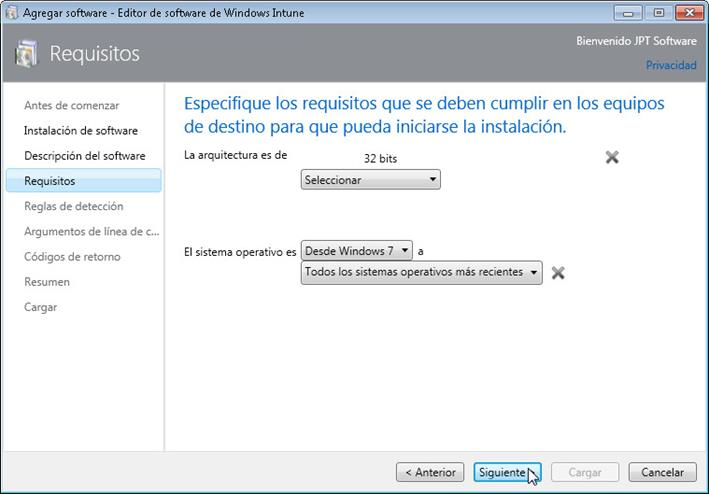 Agregar software - Editor de software de Windows Intune
Requisitos
Bienvenido JPT Software
Privacidad
Antes de comenzar
Instalación de software
Descripción del software
Requisitos
Reglas de detección
Argumentos de línea de c...
Códigos de retorno
Resumen
Cargar
Especifique los requisitos que se deben cumplir en los equipos
de destino para que pueda iniciarse la instalación.
La arquitectura es de 32 bits
Seleccionar
El sistema operativo es Desde Windows 7 a
Todos los sistemas operativos más recientes
< Anterior Siguiente Cargar Cancelar